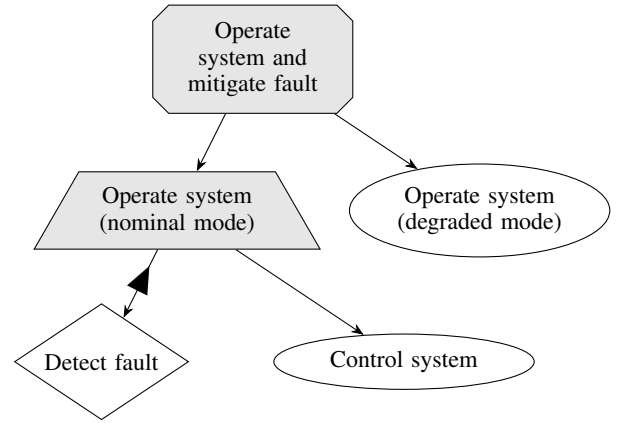 Operate
system and
mitigate fault
Operate system
(nominal mode)
Operate system
(degraded mode)
Detect fault
Control system